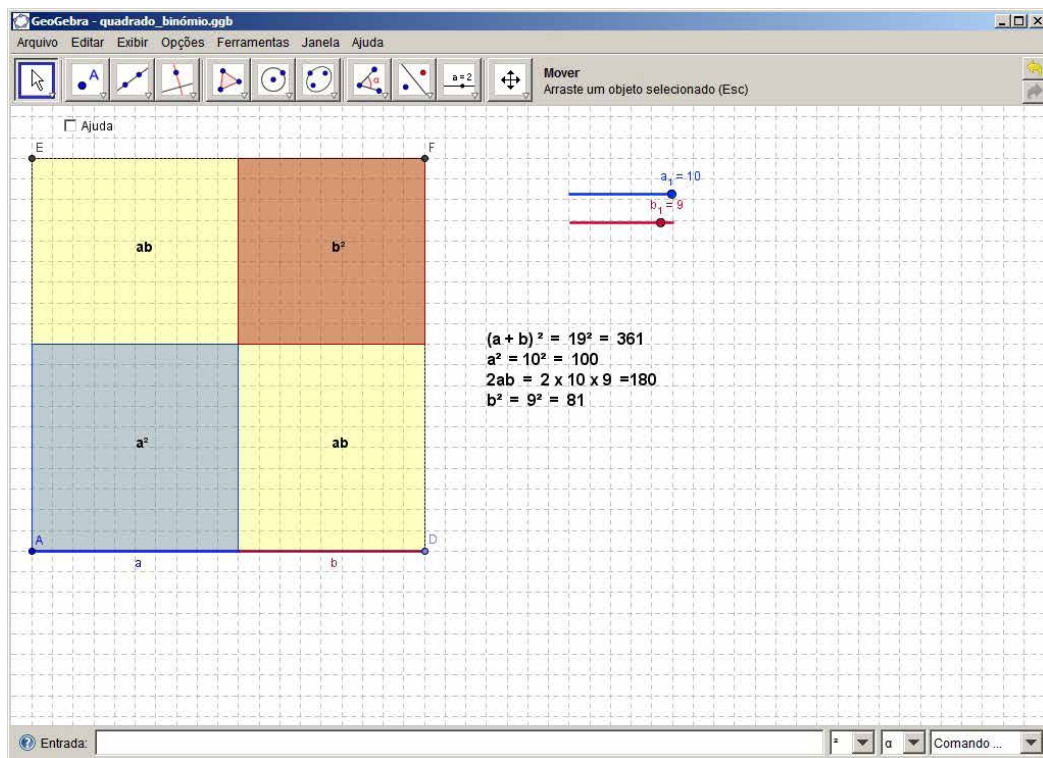 GeoGebra - quadrado_binómio.ggb
Arquivo Editar Exibir Opções Ferramentas Janela Ajuda
A
α
a = 2
Mover
Arraste um objeto selecionado (Esc)
Ajuda
E
F
a₁ = 10
b₁ = 9
ab
b²
(a + b) ² = 19² = 361
a² = 10² = 100
2ab = 2 x 10 x 9 =180
b² = 9² = 81
a²
ab
A
D
a
b
Entrada:
²
α
Comando ...